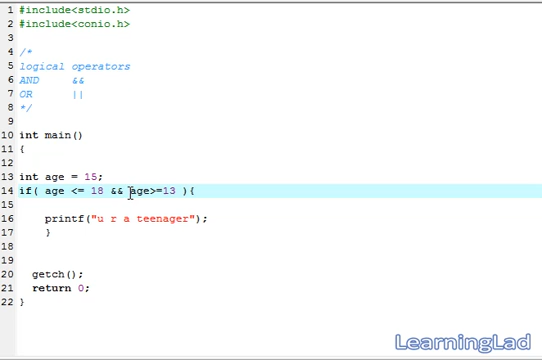 1 #include<stdio.h>
2 #include<conio.h>
3
4 /*
5 logical operators
6 AND &&
7 OR ||
8 */
9
10 int main()
11 {
12
13 int age = 15;
14 if( age <= 18 && age>=13 ){
15
16 printf("u r a teenager");
17 }
18
19
20 getch();
21 return 0;
22 }
LearningLad